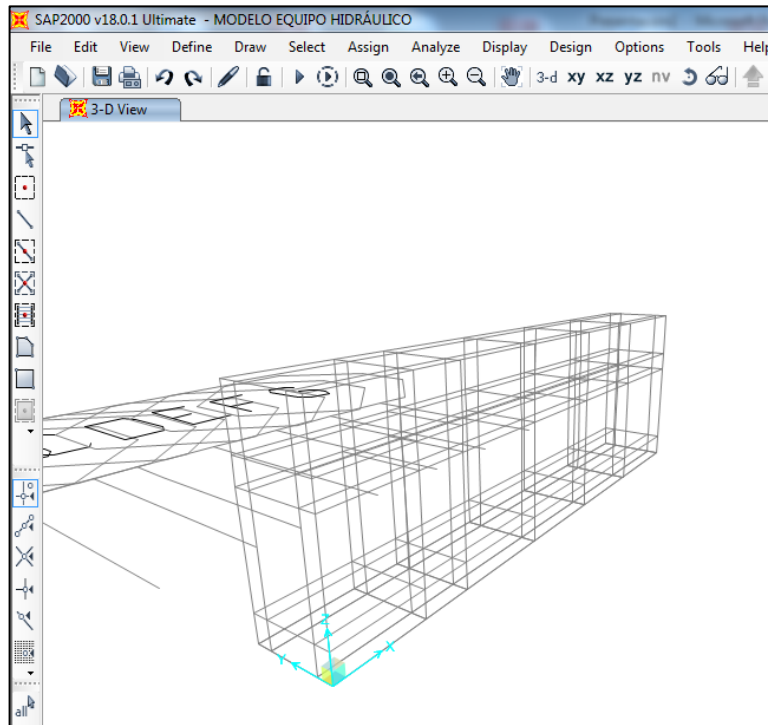 SAP2000 v18.0.1 Ultimate - MODELO EQUIPO HIDRÁULICO
File Edit View Define Draw Select Assign Analyze Display Design Options Tools Help
3-d xy xz yz nv
3-D View
D E F G
Z
Y X
all